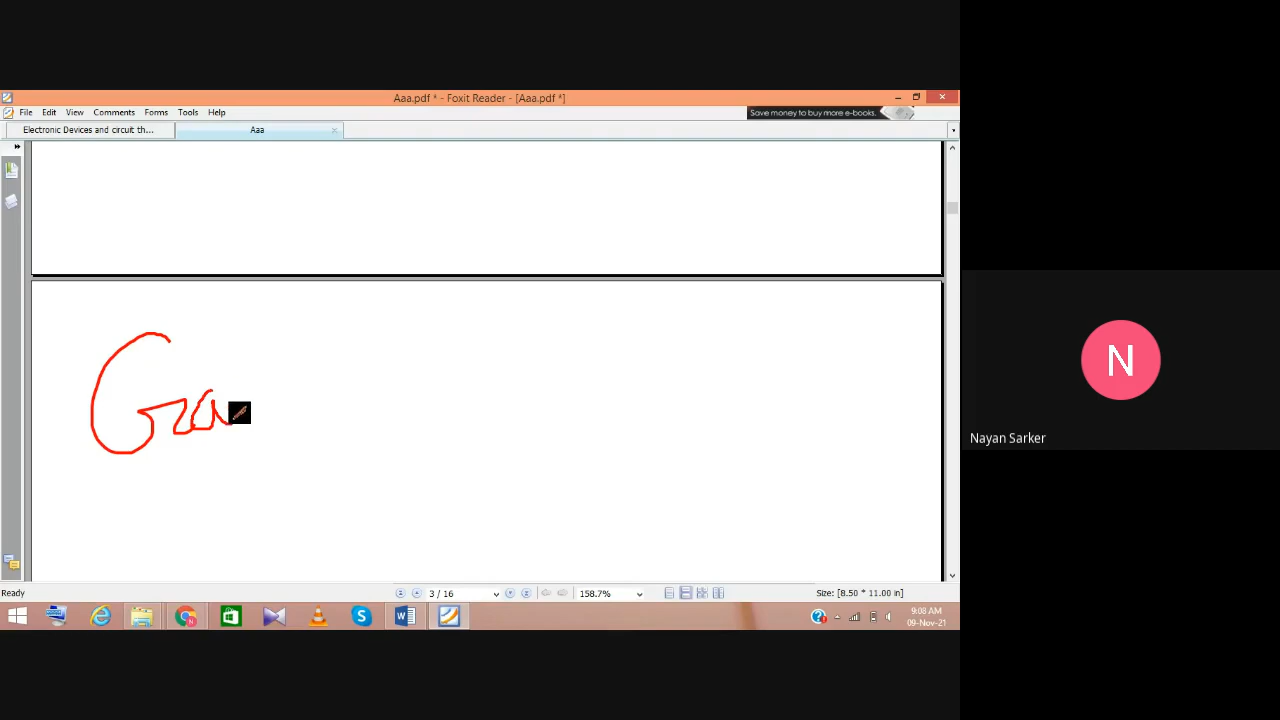 Aaa.pdf * - Foxit Reader - [Aaa.pdf *]
File Edit View Comments Forms Tools Help
Save money to buy more e-books.
Electronic Devices and circuit th... Aaa
N
Nayan Sarker
Ready 3 / 16 158.7% Size: [8.50 * 11.00 in]
9:08 AM
09-Nov-21